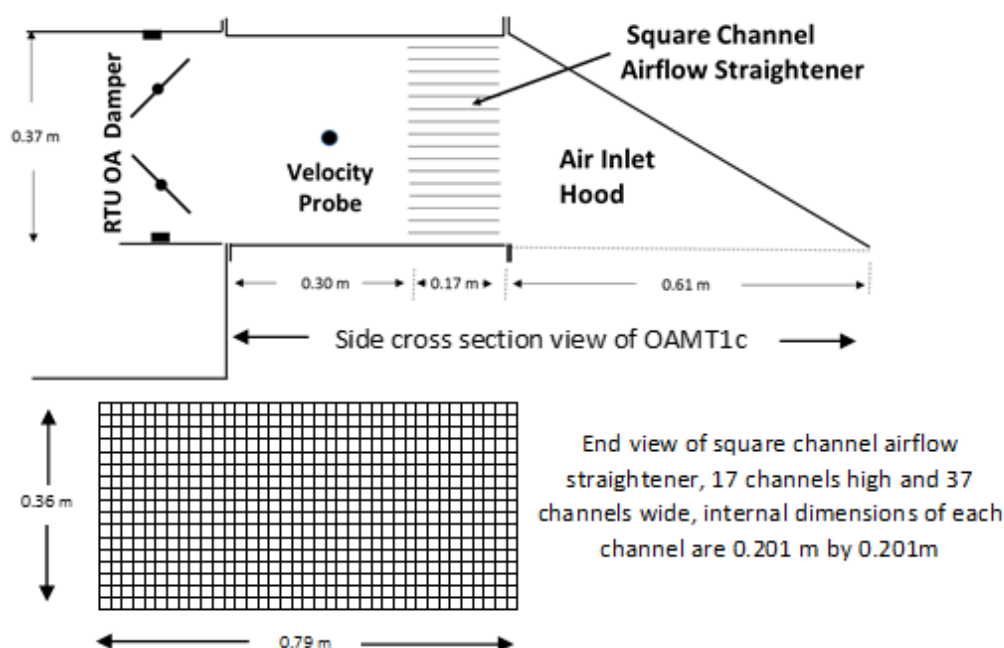 Square Channel
Airflow Straightener
0.37 m
RTU OA Damper
Velocity
Probe
Air Inlet
Hood
0.30 m
0.17 m
0.61 m
Side cross section view of OAMT1c
0.36 m
End view of square channel airflow
straightener, 17 channels high and 37
channels wide, internal dimensions of each
channel are 0.201 m by 0.201m
0.79 m